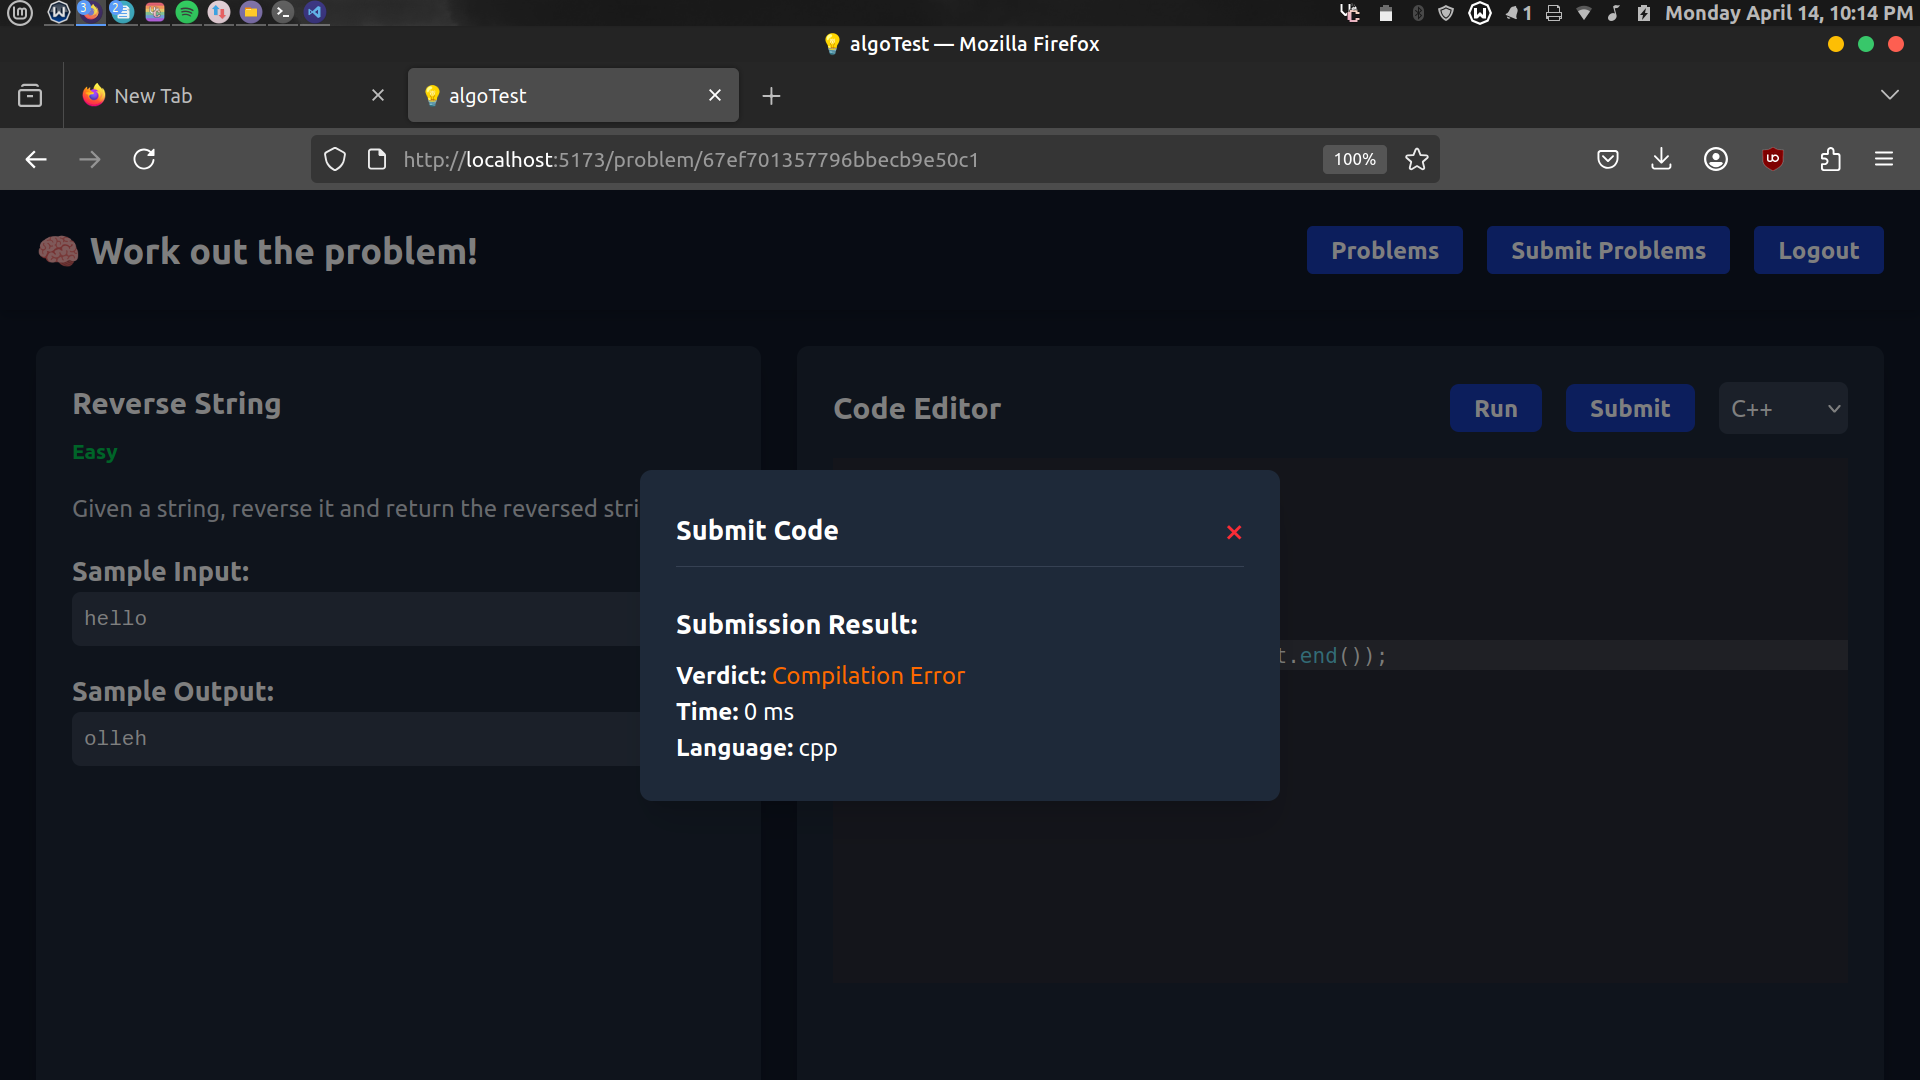 3
2
1
Monday April 14, 10:14 PM
algoTest — Mozilla Firefox
New Tab
algoTest
http://localhost:5173/problem/67ef701357796bbecb9e50c1
100%
Work out the problem!
Problems
Submit Problems
Logout
Reverse String
Easy
Given a string, reverse it and return the reversed stri
Sample Input:
hello
Sample Output:
olleh
Code Editor
Run
Submit
C++
t.end());
Submit Code
Submission Result:
Verdict: Compilation Error
Time: 0 ms
Language: cpp